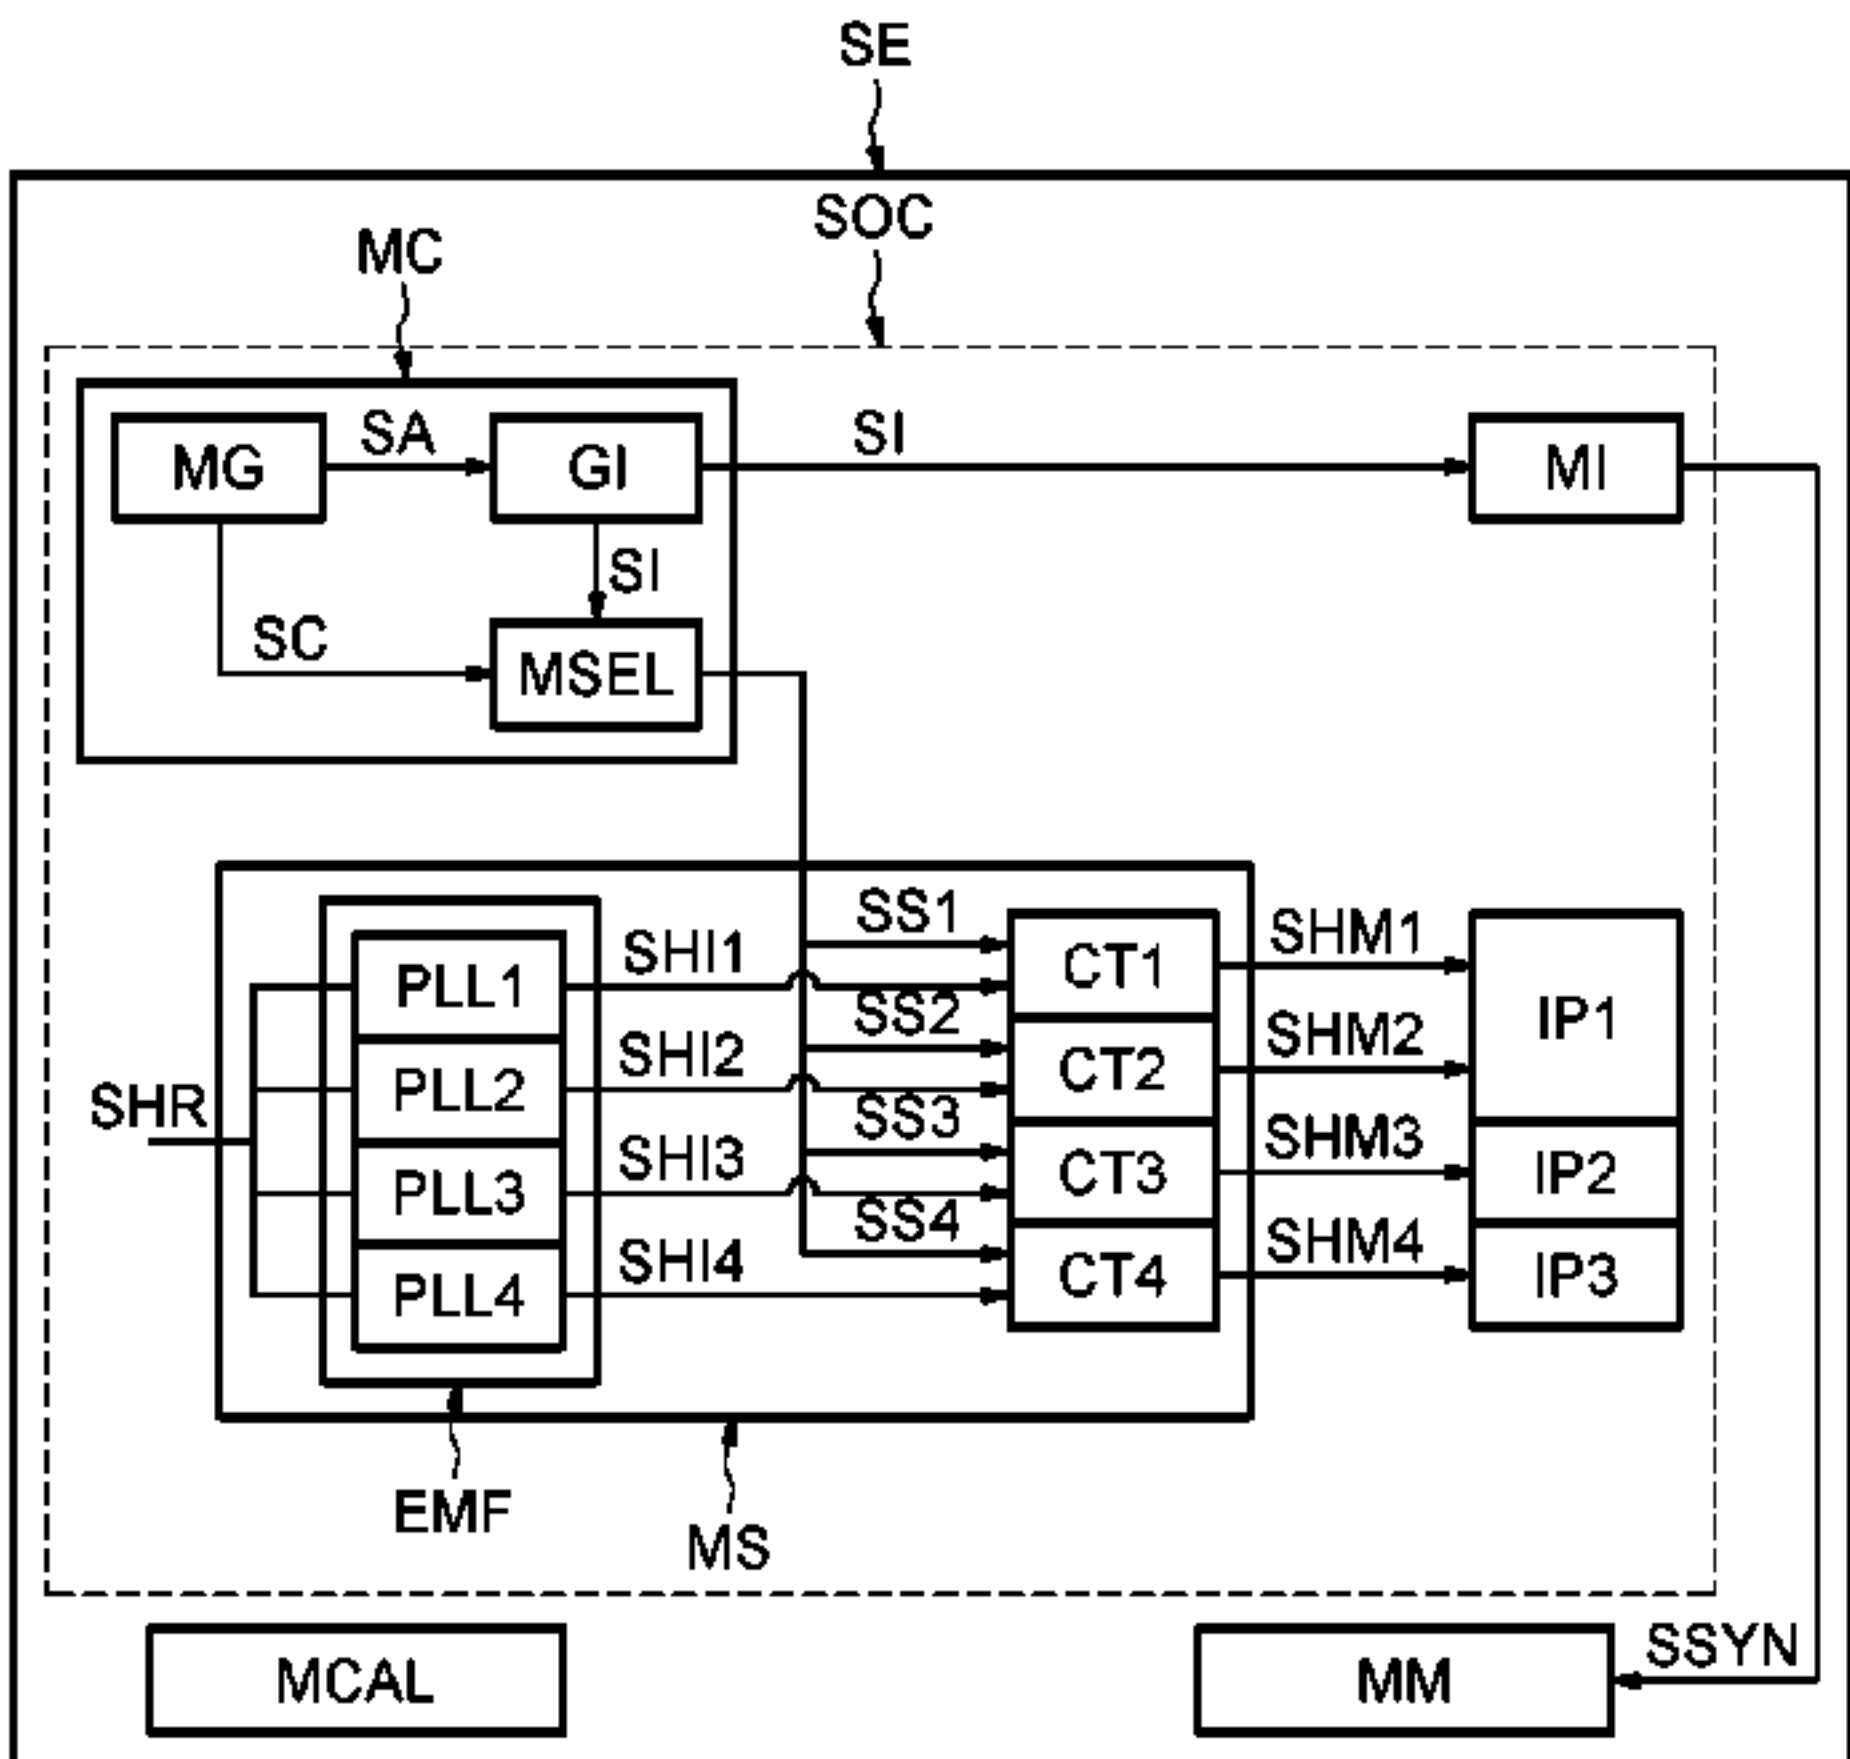 SE
SOC
MC
MG
SA
GI
SI
MI
SI
SC
MSEL
SS1
SHI1
CT1
SHM1
PLL1
SS2
IP1
SHI2
CT2
SHM2
PLL2
SHR
SS3
SHI3
CT3
SHM3
PLL3
IP2
SS4
SHI4
CT4
SHM4
PLL4
IP3
EMF
MS
MCAL
MM
SSYN